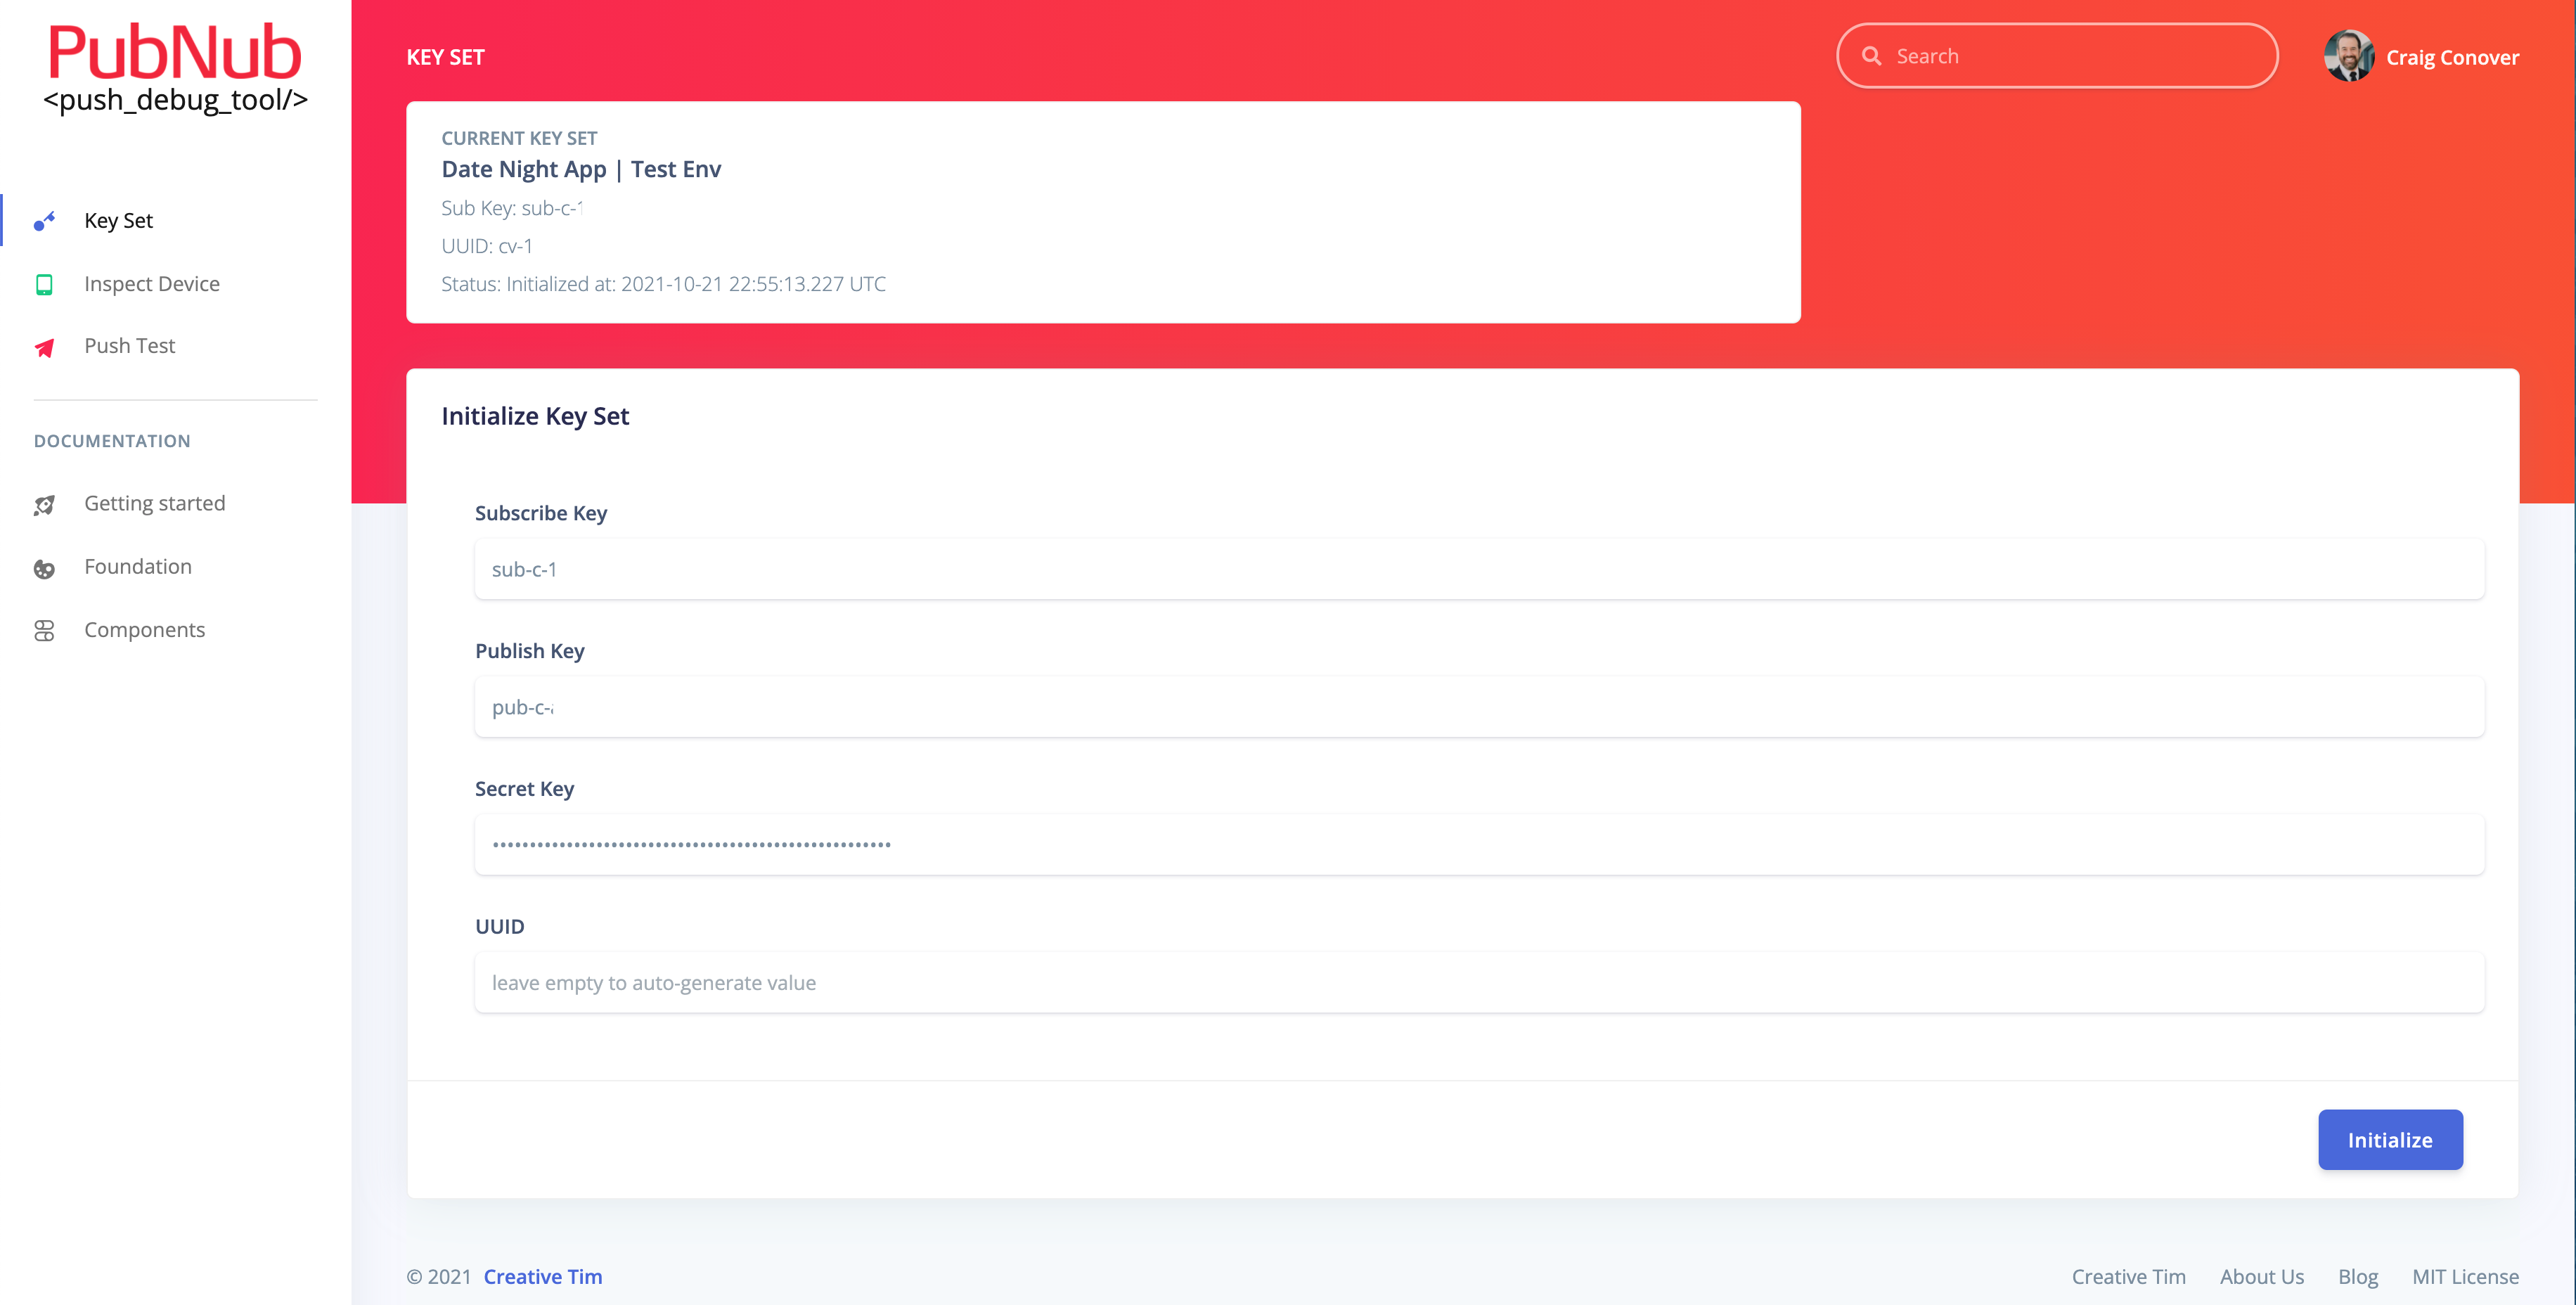 PubNub
<push_debug_tool/>
Key Set
Inspect Device
Push Test
DOCUMENTATION
Getting started
Foundation
Components
KEY SET
Search
Craig Conover
CURRENT KEY SET
Date Night App | Test Env
Sub Key: sub-c-1
UUID: cv-1
Status: Initialized at: 2021-10-21 22:55:13.227 UTC
Initialize Key Set
Subscribe Key
sub-c-1
Publish Key
pub-c-
Secret Key
UUID
leave empty to auto-generate value
Initialize
© 2021 Creative Tim
Creative Tim About Us Blog MIT License